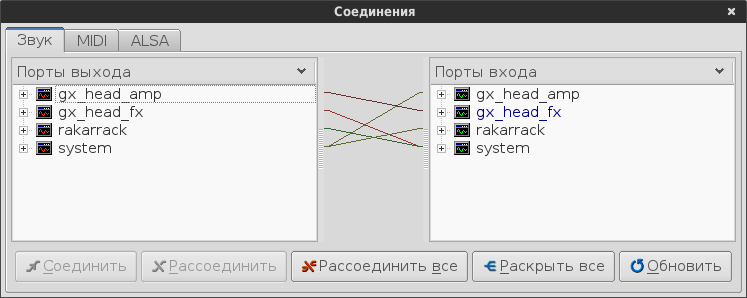 Соединения
Звук MIDI ALSA
Порты выхода Порты входа
gx_head_amp gx_head_amp
gx_head_fx gx_head_fx
rakarrack rakarrack
system system
Соединить Рассоединить Рассоединить все Раскрыть все Обновить